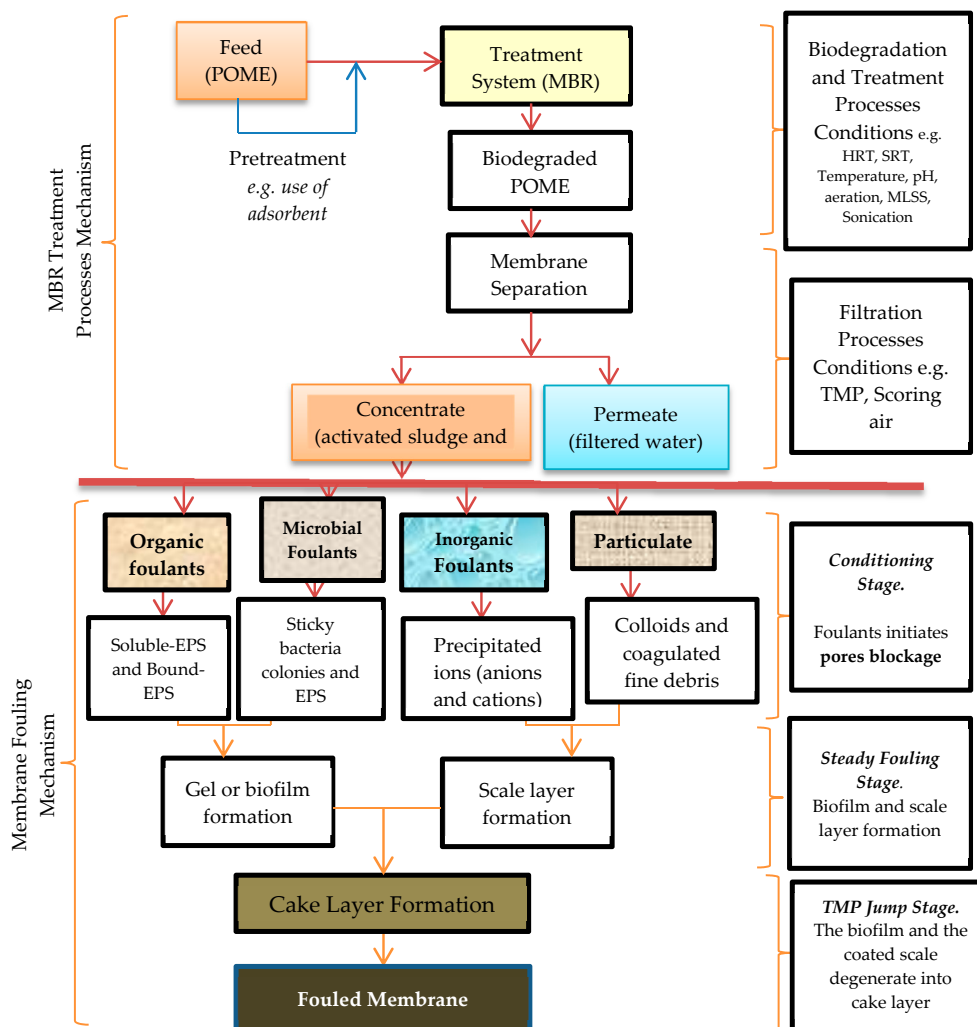 Feed
(POME)
Treatment
System (MBR)
Pretreatment
e.g. use of
adsorbent
Biodegraded
POME
Membrane
Separation
Concentrate
(activated sludge and
Permeate
(filtered water)
Biodegradation
and Treatment
Processes
Conditions e.g.
HRT, SRT,
Temperature, pH,
aeration, MLSS,
Sonication
Filtration
Processes
Conditions e.g.
TMP, Scoring
air
MBR Treatment
Processes Mechanism
Organic
foulants
Microbial
Foulants
Inorganic
Foulants
Particulate
Soluble-EPS
and Bound-
EPS
Sticky
bacteria
colonies and
EPS
Precipitated
ions (anions
and cations)
Colloids and
coagulated
fine debris
Conditioning
Stage.
Foulants initiates
pores blockage
Gel or biofilm
formation
Scale layer
formation
Steady Fouling
Stage.
Biofilm and scale
layer formation
Cake Layer Formation
Fouled Membrane
TMP Jump Stage.
The biofilm and the
coated scale
degenerate into
cake layer
Membrane Fouling
Mechanism